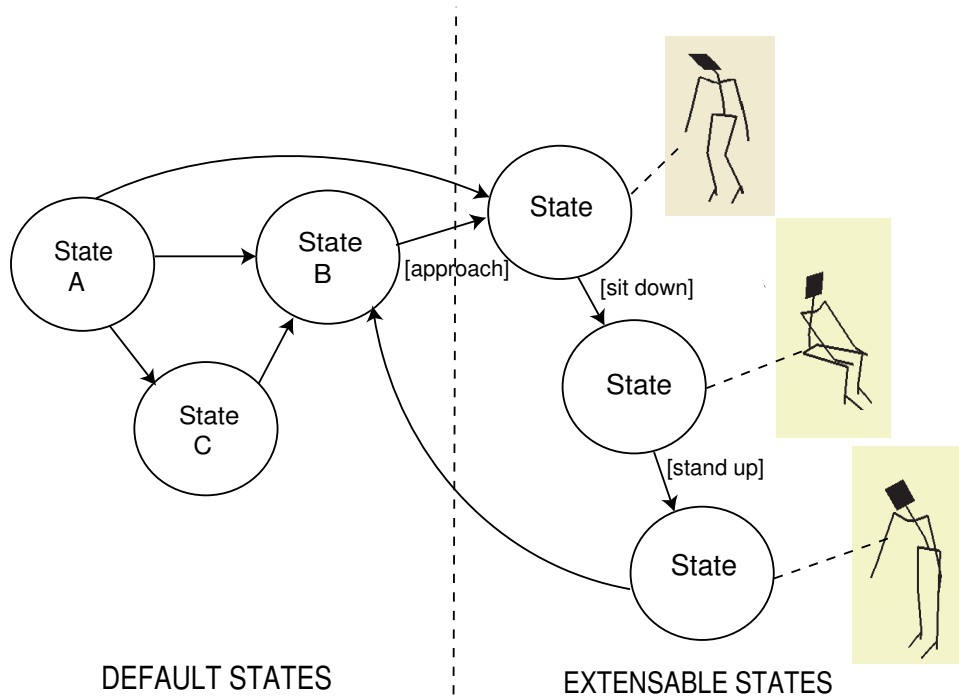 State
A
State
B
State
C
[approach]
State
[sit down]
State
[stand up]
State
DEFAULT STATES
EXTENSABLE STATES